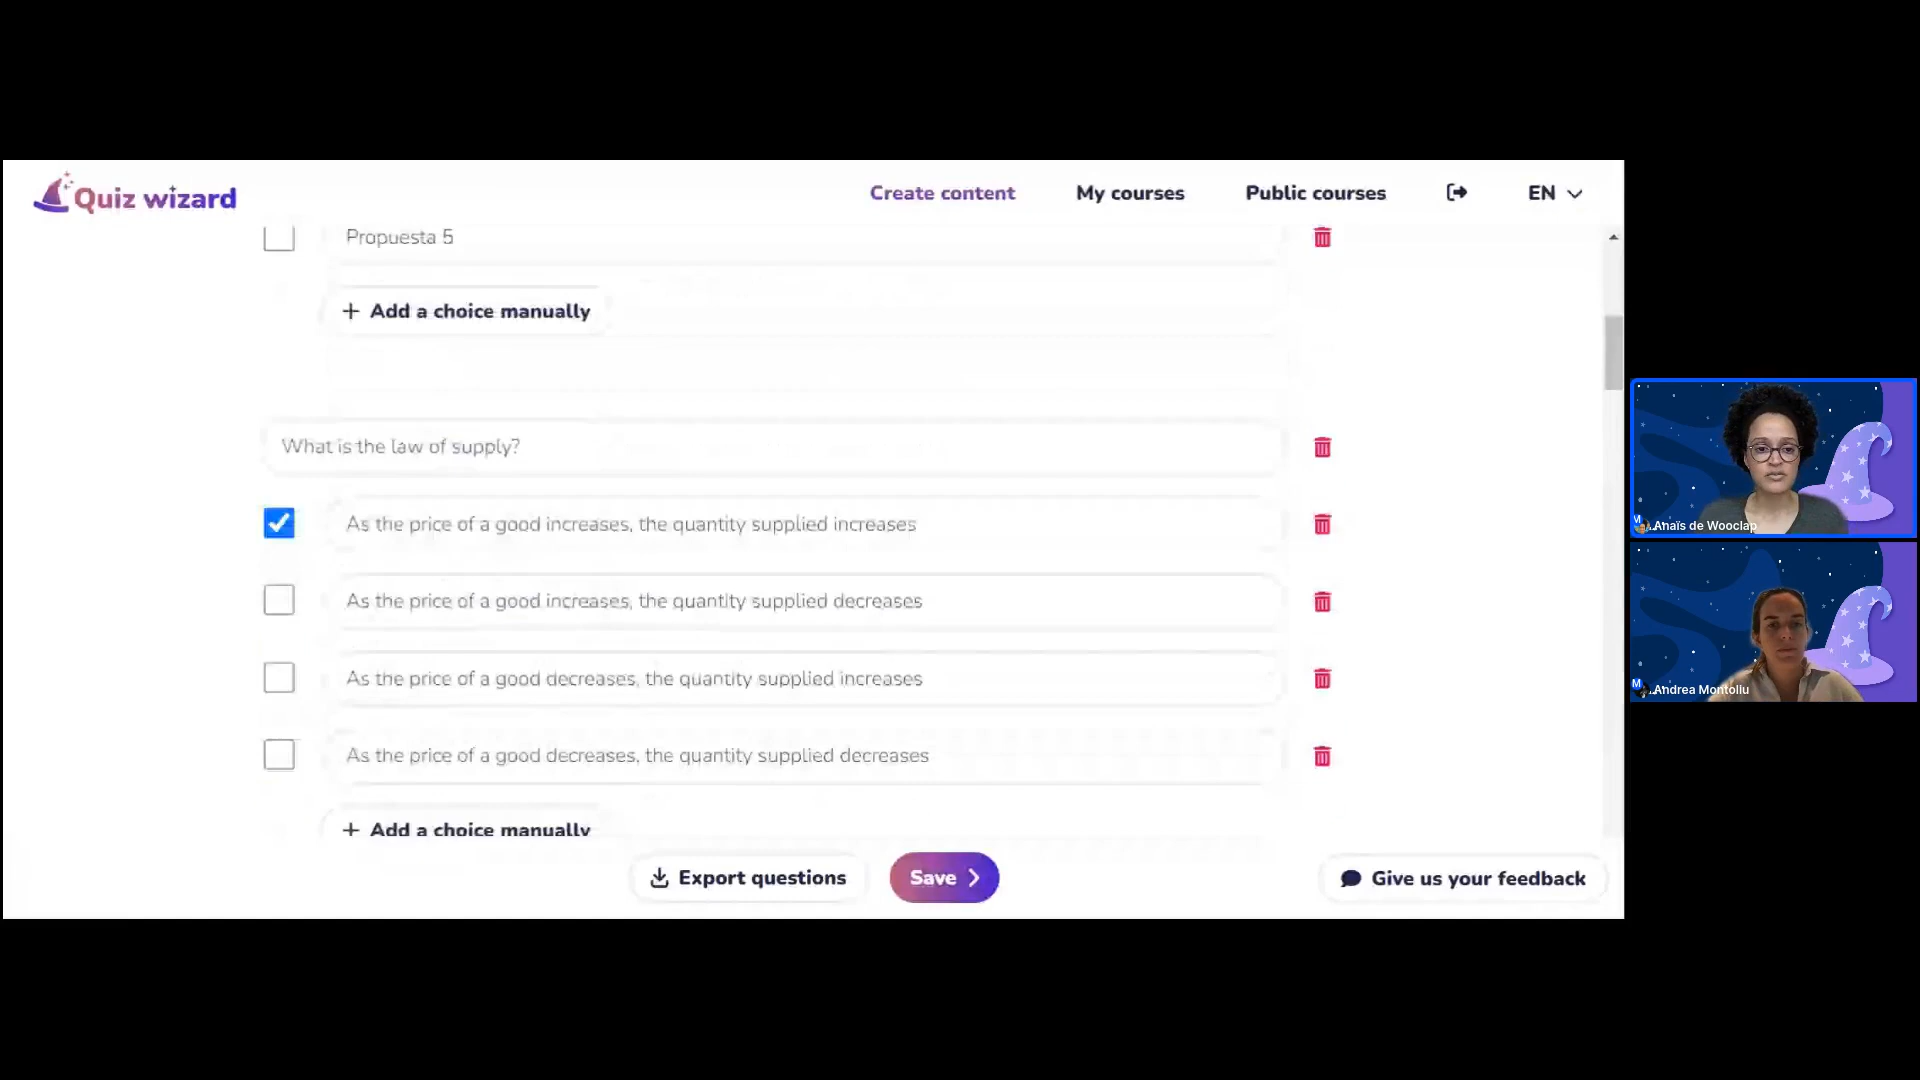 Quiz wizard
Create content
My courses
Public courses
EN
Propuesta 5
+ Add a choice manually
What is the law of supply?
As the price of a good increases, the quantity supplied increases
As the price of a good increases, the quantity supplied decreases
As the price of a good decreases, the quantity supplied increases
As the price of a good decreases, the quantity supplied decreases
+ Add a choice manually
Export questions
Save
Give us your feedback
M ...Anaïs de Wooclap
M ...Andrea Montoliu